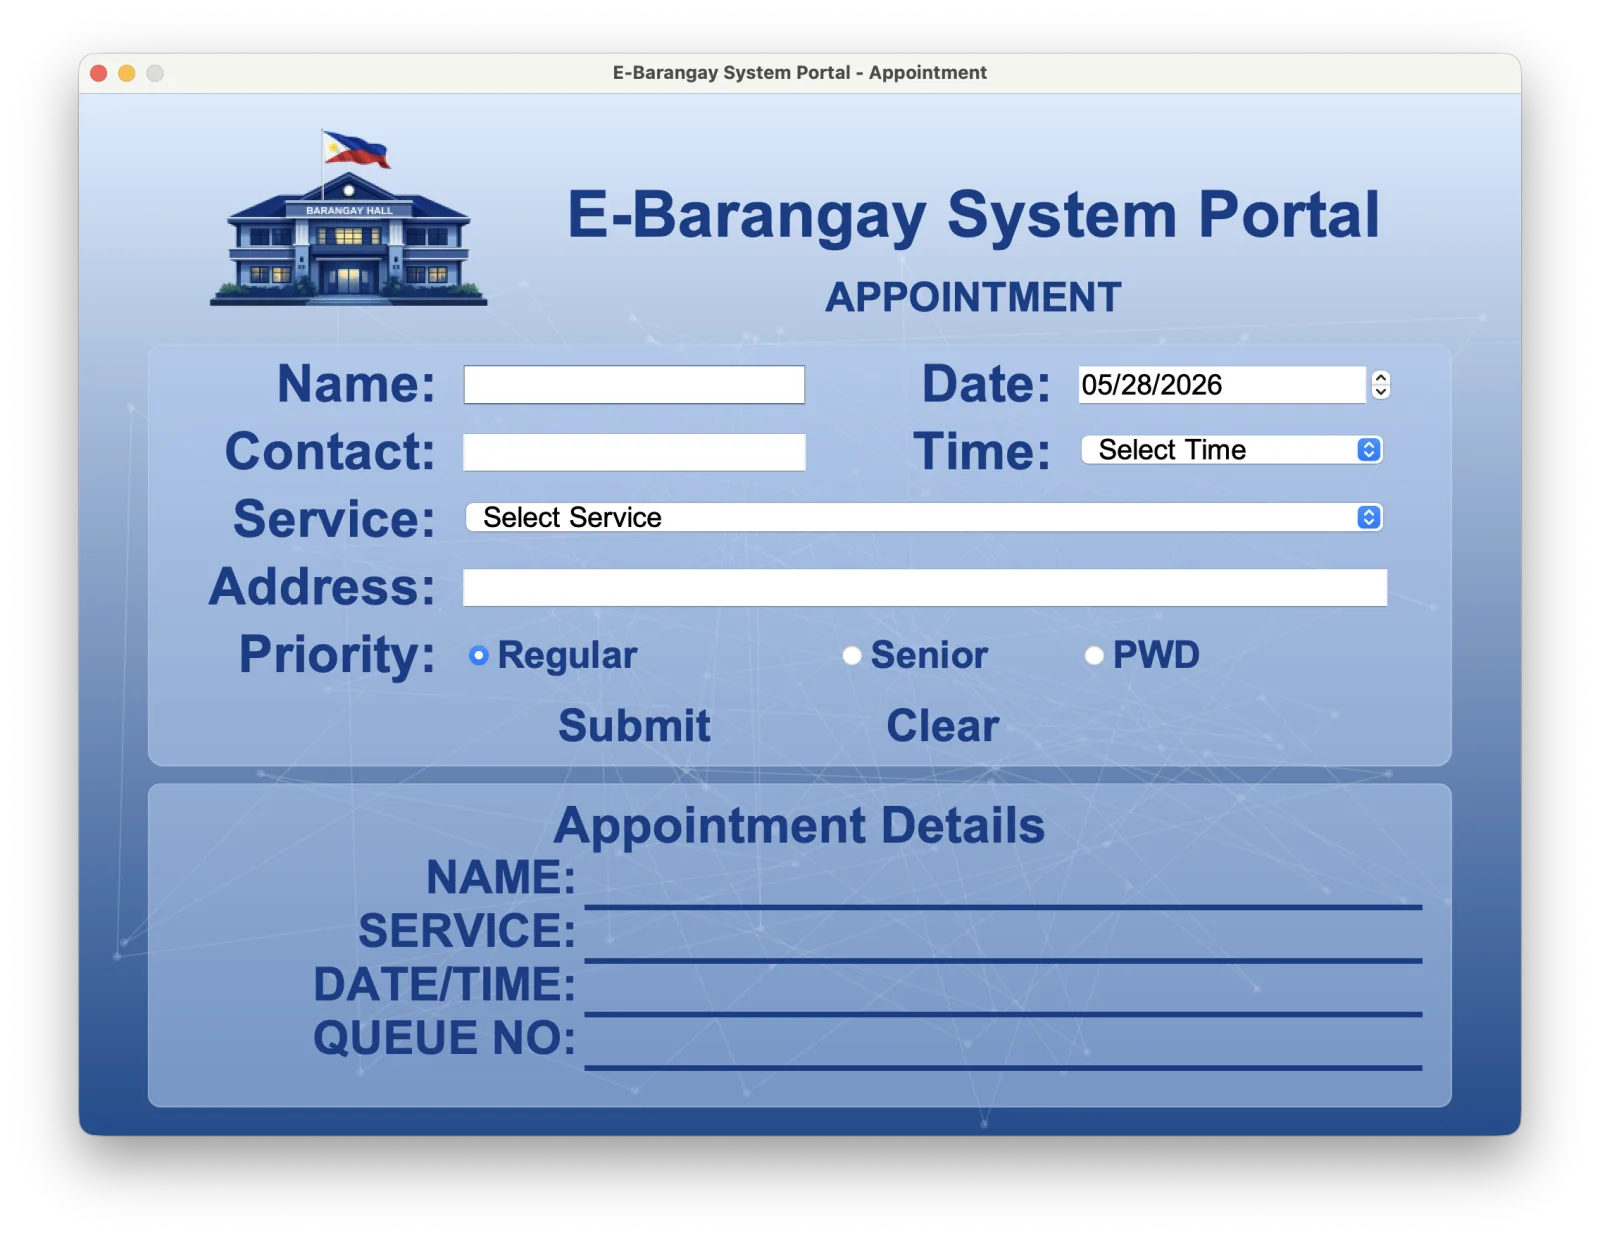 E-Barangay System Portal - Appointment
BARANGAY HALL
E-Barangay System Portal
APPOINTMENT
Name:
Date: 05/28/2026
Contact:
Time: Select Time
Service: Select Service
Address:
Priority: Regular Senior PWD
Submit Clear
Appointment Details
NAME:
SERVICE:
DATE/TIME:
QUEUE NO: